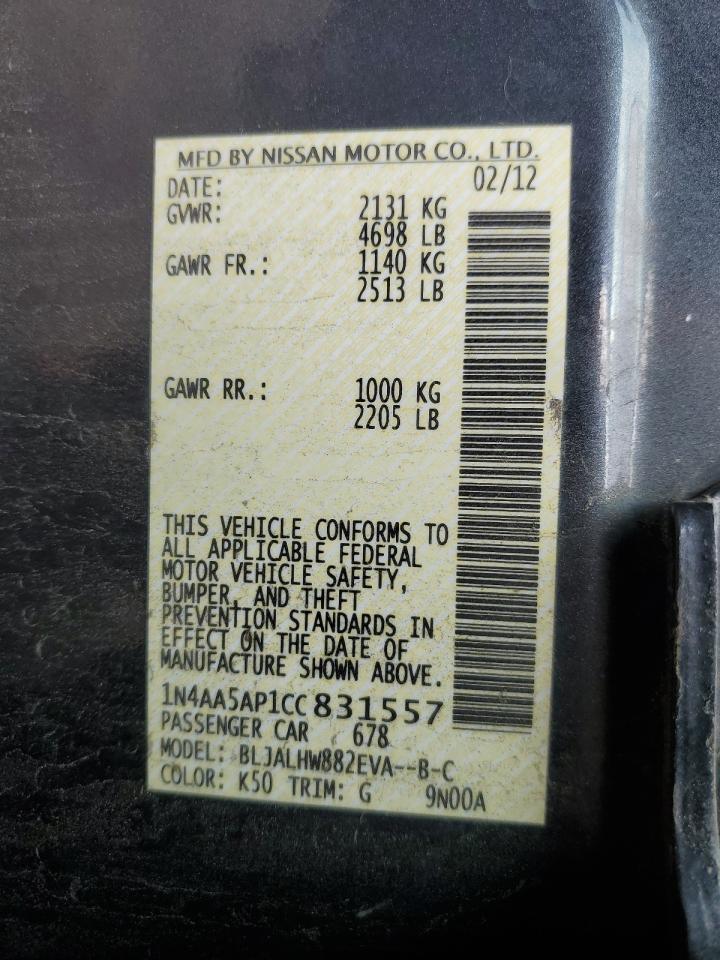 MFD BY NISSAN MOTOR CO., LTD.
DATE: 02/12
GVWR: 2131 KG
4698 LB
GAWR FR.: 1140 KG
2513 LB
GAWR RR.: 1000 KG
2205 LB
THIS VEHICLE CONFORMS TO
ALL APPLICABLE FEDERAL
MOTOR VEHICLE SAFETY,
BUMPER, AND THEFT
PREVENTION STANDARDS IN
EFFECT ON THE DATE OF
MANUFACTURE SHOWN ABOVE.
1N4AA5AP1CC831557
PASSENGER CAR 678
MODEL: BLJALHW882EVA--B-C
COLOR: K50 TRIM: G 9N00A